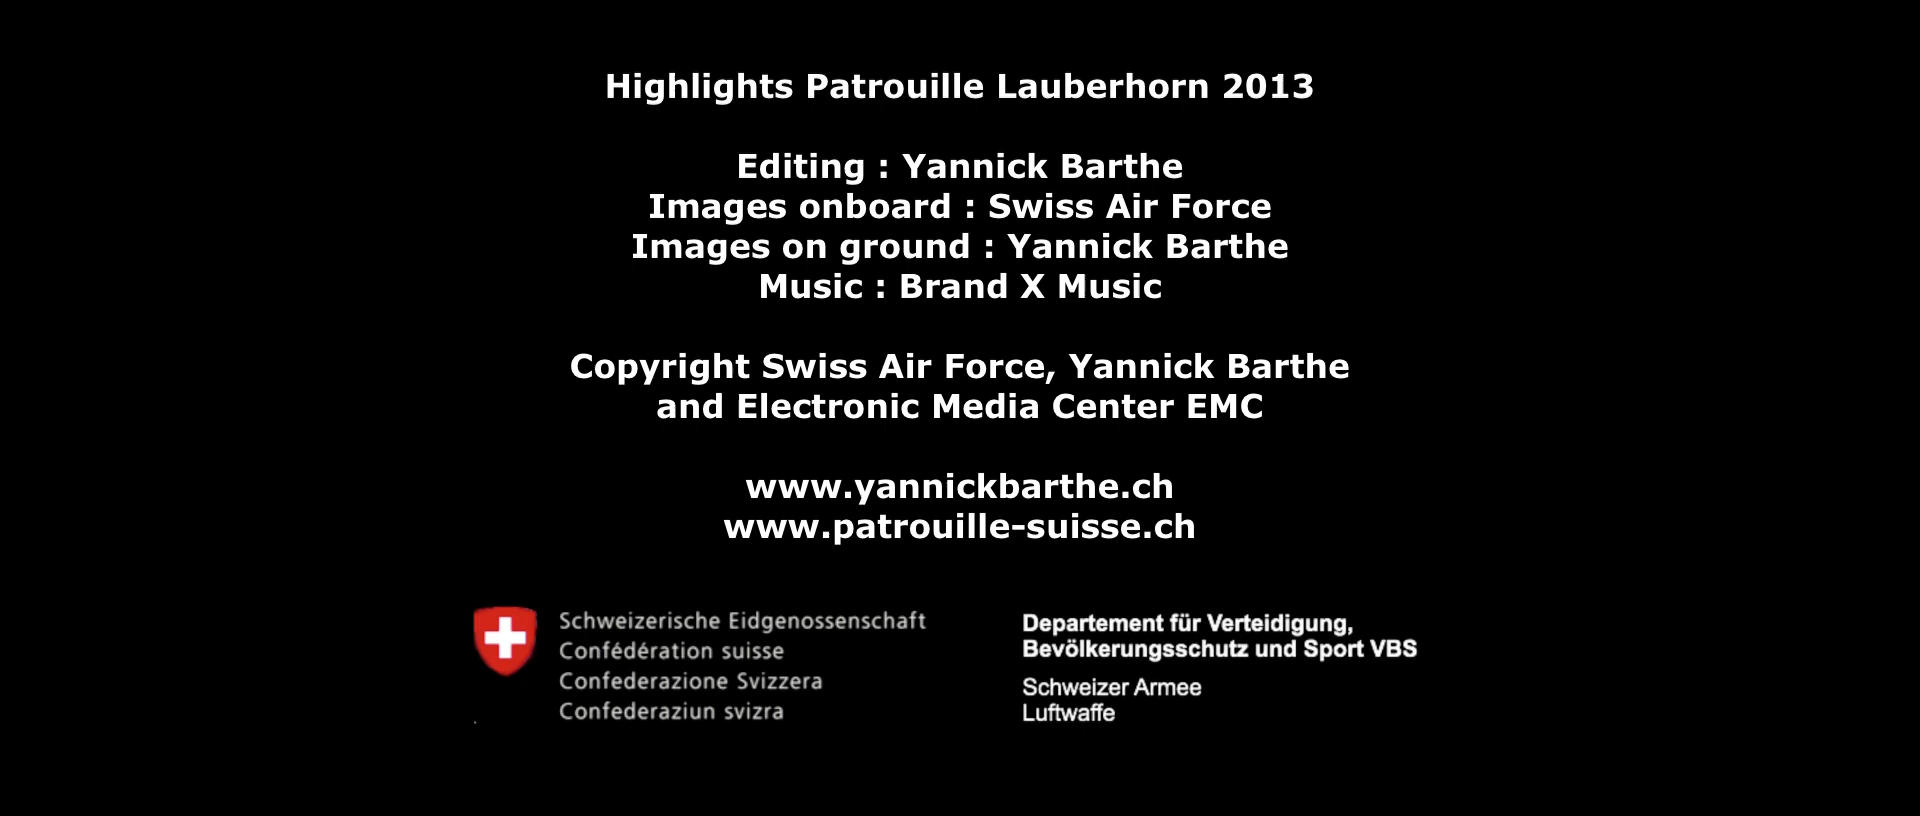 Highlights Patrouille Lauberhorn 2013
Editing : Yannick Barthe
Images onboard : Swiss Air Force
Images on ground : Yannick Barthe
Music : Brand X Music
Copyright Swiss Air Force, Yannick Barthe
and Electronic Media Center EMC
www.yannickbarthe.ch
www.patrouille-suisse.ch
Schweizerische Eidgenossenschaft
Confédération suisse
Confederazione Svizzera
Confederaziun svizra
Departement für Verteidigung,
Bevölkerungsschutz und Sport VBS
Schweizer Armee
Luftwaffe